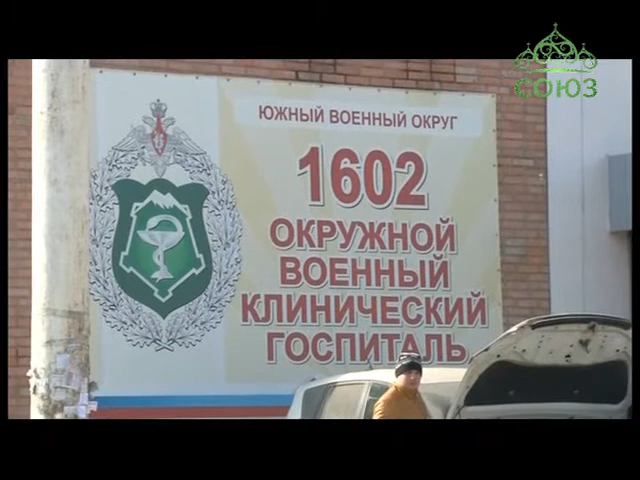 СОЮЗ
ЮЖНЫЙ ВОЕННЫЙ ОКРУГ
1602
ОКРУЖНОЙ
ВОЕННЫЙ
КЛИНИЧЕСКИЙ
ГОСПИТАЛЬ